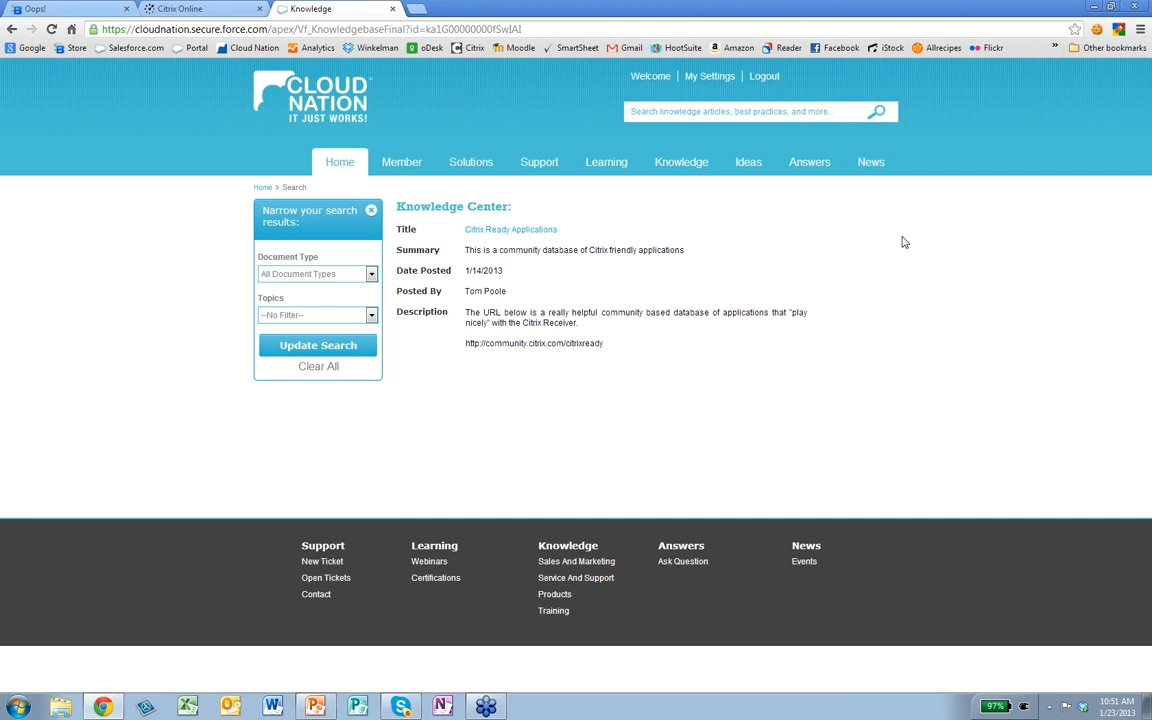 Oops!
Citrix Online
Knowledge
https://cloudnation.secure.force.com/apex/Vf_KnowledgebaseFinal?id=ka1G00000000fSwIAI
Google Store Salesforce.com Portal Cloud Nation Analytics Winkelman oDesk Citrix Moodle SmartSheet Gmail HootSuite Amazon Reader Facebook iStock Allrecipes Flickr » Other bookmarks
CLOUD
NATION
IT JUST WORKS!
Welcome | My Settings | Logout
Search knowledge articles, best practices, and more...
Home Member Solutions Support Learning Knowledge Ideas Answers News
Home > Search
Narrow your search
results:
Document Type
All Document Types
Topics
--No Filter--
Update Search
Clear All
Knowledge Center:
Title Citrix Ready Applications
Summary This is a community database of Citrix friendly applications
Date Posted 1/14/2013
Posted By Tom Poole
Description The URL below is a really helpful community based database of applications that "play
nicely" with the Citrix Receiver.
http://community.citrix.com/citrixready
Support Learning Knowledge Answers News
New Ticket Webinars Sales And Marketing Ask Question Events
Open Tickets Certifications Service And Support
Contact Products
Training
97%
10:51 AM
1/23/2013